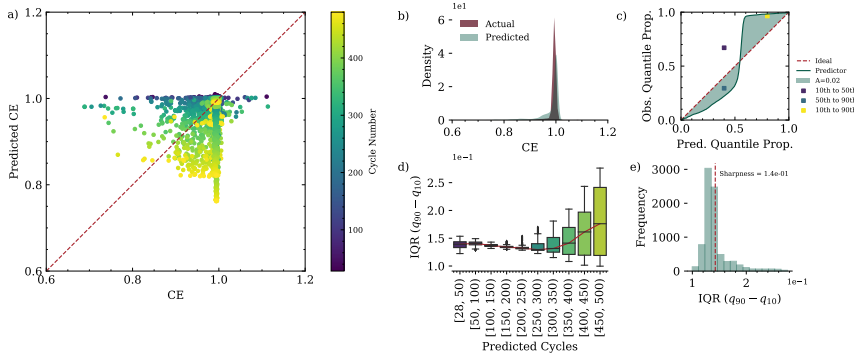 a)
1.2
1.0
0.8
0.6
0.6
0.8
1.0
1.2
Predicted CE
CE
400
300
200
100
Cycle Number
b)
1e1
6
4
2
0
Density
Actual
Predicted
0.6
0.8
1.0
1.2
CE
c)
1.0
0.5
0.0
0.0
0.5
1.0
Obs. Quantile Prop.
Pred. Quantile Prop.
Ideal
Predictor
A=0.02
10th to 50th
50th to 90th
10th to 90th
d)
1e−1
2.5
2.0
1.5
1.0
IQR (q90 − q10)
[28, 50)
[50, 100)
[100, 150)
[150, 200)
[200, 250)
[250, 300)
[300, 350)
[350, 400)
[400, 450)
[450, 500)
Predicted Cycles
e)
3000
2000
1000
0
Frequency
Sharpness = 1.4e-01
1
2
1e−1
IQR (q90 − q10)